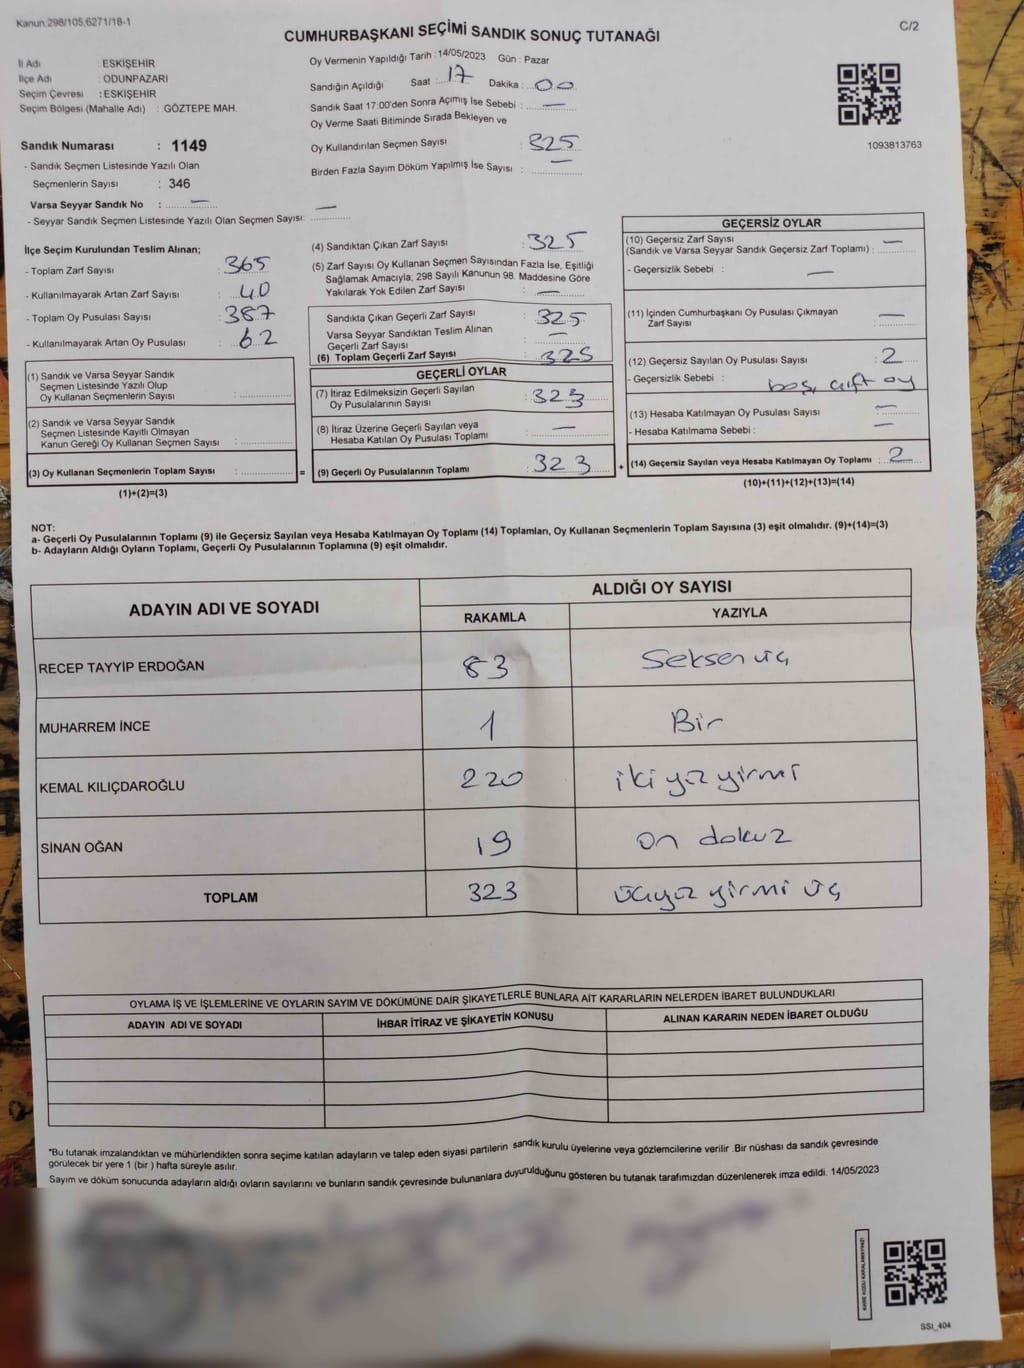 Kanun 298/105,6271/18-1
C/2
CUMHURBAŞKANI SEÇİMİ SANDIK SONUÇ TUTANAĞI
İl Adı : ESKİŞEHİR
İlçe Adı : ODUNPAZARI
Seçim Çevresi : ESKİŞEHİR
Seçim Bölgesi (Mahalle Adı) : GÖZTEPE MAH.
Sandık Numarası : 1149
- Sandık Seçmen Listesinde Yazılı Olan
Seçmenlerin Sayısı : 346
Varsa Seyyar Sandık No : —
- Seyyar Sandık Seçmen Listesinde Yazılı Olan Seçmen Sayısı: —
Oy Vermenin Yapıldığı Tarih : 14/05/2023 Gün : Pazar
Sandığın Açıldığı Saat : 17 Dakika : 00
Sandık Saat 17:00'den Sonra Açımış İse Sebebi : —
Oy Verme Saati Bitiminde Sırada Bekleyen ve
Oy Kullandırılan Seçmen Sayısı : 325
Birden Fazla Sayım Döküm Yapılmış İse Sayısı : —
1093813763
İlçe Seçim Kurulundan Teslim Alınan;
- Toplam Zarf Sayısı : 365
- Kullanılmayarak Artan Zarf Sayısı : 40
- Toplam Oy Pusulası Sayısı : 387
- Kullanılmayarak Artan Oy Pusulası : 62
(1) Sandık ve Varsa Seyyar Sandık
Seçmen Listesinde Yazılı Olup
Oy Kullanan Seçmenlerin Sayısı :
(2) Sandık ve Varsa Seyyar Sandık
Seçmen Listesinde Kayıtlı Olmayan
Kanun Gereği Oy Kullanan Seçmen Sayısı :
(3) Oy Kullanan Seçmenlerin Toplam Sayısı : =
(1)+(2)=(3)
(4) Sandıktan Çıkan Zarf Sayısı : 325
(5) Zarf Sayısı Oy Kullanan Seçmen Sayısından Fazla İse, Eşitliği
Sağlamak Amacıyla; 298 Sayılı Kanunun 98. Maddesine Göre
Yakılarak Yok Edilen Zarf Sayısı : —
Sandıkta Çıkan Geçerli Zarf Sayısı : 325
Varsa Seyyar Sandıktan Teslim Alınan
Geçerli Zarf Sayısı : —
(6) Toplam Geçerli Zarf Sayısı : 325
GEÇERLİ OYLAR
(7) İtiraz Edilmeksizin Geçerli Sayılan
Oy Pusulalarının Sayısı : 323
(8) İtiraz Üzerine Geçerli Sayılan veya
Hesaba Katılan Oy Pusulası Toplamı : —
(9) Geçerli Oy Pusulalarının Toplamı : 323 +
GEÇERSİZ OYLAR
(10) Geçersiz Zarf Sayısı
(Sandık ve Varsa Seyyar Sandık Geçersiz Zarf Toplamı) : —
- Geçersizlik Sebebi : —
(11) İçinden Cumhurbaşkanı Oy Pusulası Çıkmayan
Zarf Sayısı : —
(12) Geçersiz Sayılan Oy Pusulası Sayısı : 2
- Geçersizlik Sebebi : boş, çift oy
(13) Hesaba Katılmayan Oy Pusulası Sayısı : —
- Hesaba Katılmama Sebebi : —
(14) Geçersiz Sayılan veya Hesaba Katılmayan Oy Toplamı : 2
(10)+(11)+(12)+(13)=(14)
NOT:
a- Geçerli Oy Pusulalarının Toplamı (9) ile Geçersiz Sayılan veya Hesaba Katılmayan Oy Toplamı (14) Toplamları, Oy Kullanan Seçmenlerin Toplam Sayısına (3) eşit olmalıdır. (9)+(14)=(3)
b- Adayların Aldığı Oyların Toplamı, Geçerli Oy Pusulalarının Toplamına (9) eşit olmalıdır.
ADAYIN ADI VE SOYADI
ALDIĞI OY SAYISI
RAKAMLA YAZIYLA
RECEP TAYYİP ERDOĞAN 83 Seksen üç
MUHARREM İNCE 1 Bir
KEMAL KILIÇDAROĞLU 220 iki yüz yirmi
SİNAN OĞAN 19 on dokuz
TOPLAM 323 üçyüz yirmi üç
OYLAMA İŞ VE İŞLEMLERİNE VE OYLARIN SAYIM VE DÖKÜMÜNE DAİR ŞİKAYETLERLE BUNLARA AİT KARARLARIN NELERDEN İBARET BULUNDUKLARI
ADAYIN ADI VE SOYADI İHBAR İTİRAZ VE ŞİKAYETİN KONUSU ALINAN KARARIN NEDEN İBARET OLDUĞU
"Bu tutanak imzalandıktan ve mühürlendikten sonra seçime katılan adayların ve talep eden siyasi partilerin sandık kurulu üyelerine veya gözlemcilerine verilir .Bir nüshası da sandık çevresinde
görülecek bir yere 1 (bir ) hafta süreyle asılır.
Sayım ve döküm sonucunda adayların aldığı oyların sayılarını ve bunların sandık çevresinde bulunanlara duyurulduğunu gösteren bu tutanak tarafımızdan düzenlenerek imza edildi. 14/05/2023
KARE KODU KARALAMAYINIZ!
SSI_404